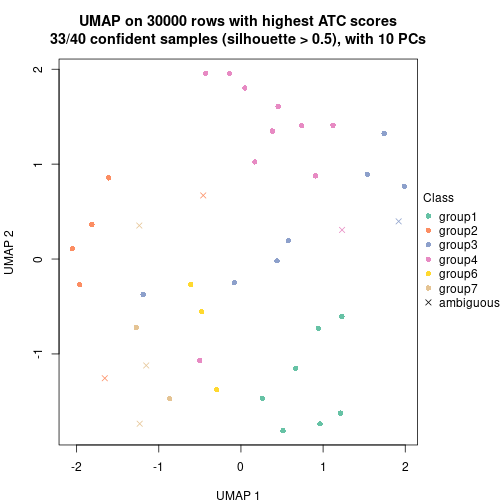 UMAP on 30000 rows with highest ATC scores
33/40 confident samples (silhouette > 0.5), with 10 PCs
2
1
0
-1
UMAP 2
-2
-1
0
1
2
UMAP 1
Class
group1
group2
group3
group4
group6
group7
ambiguous